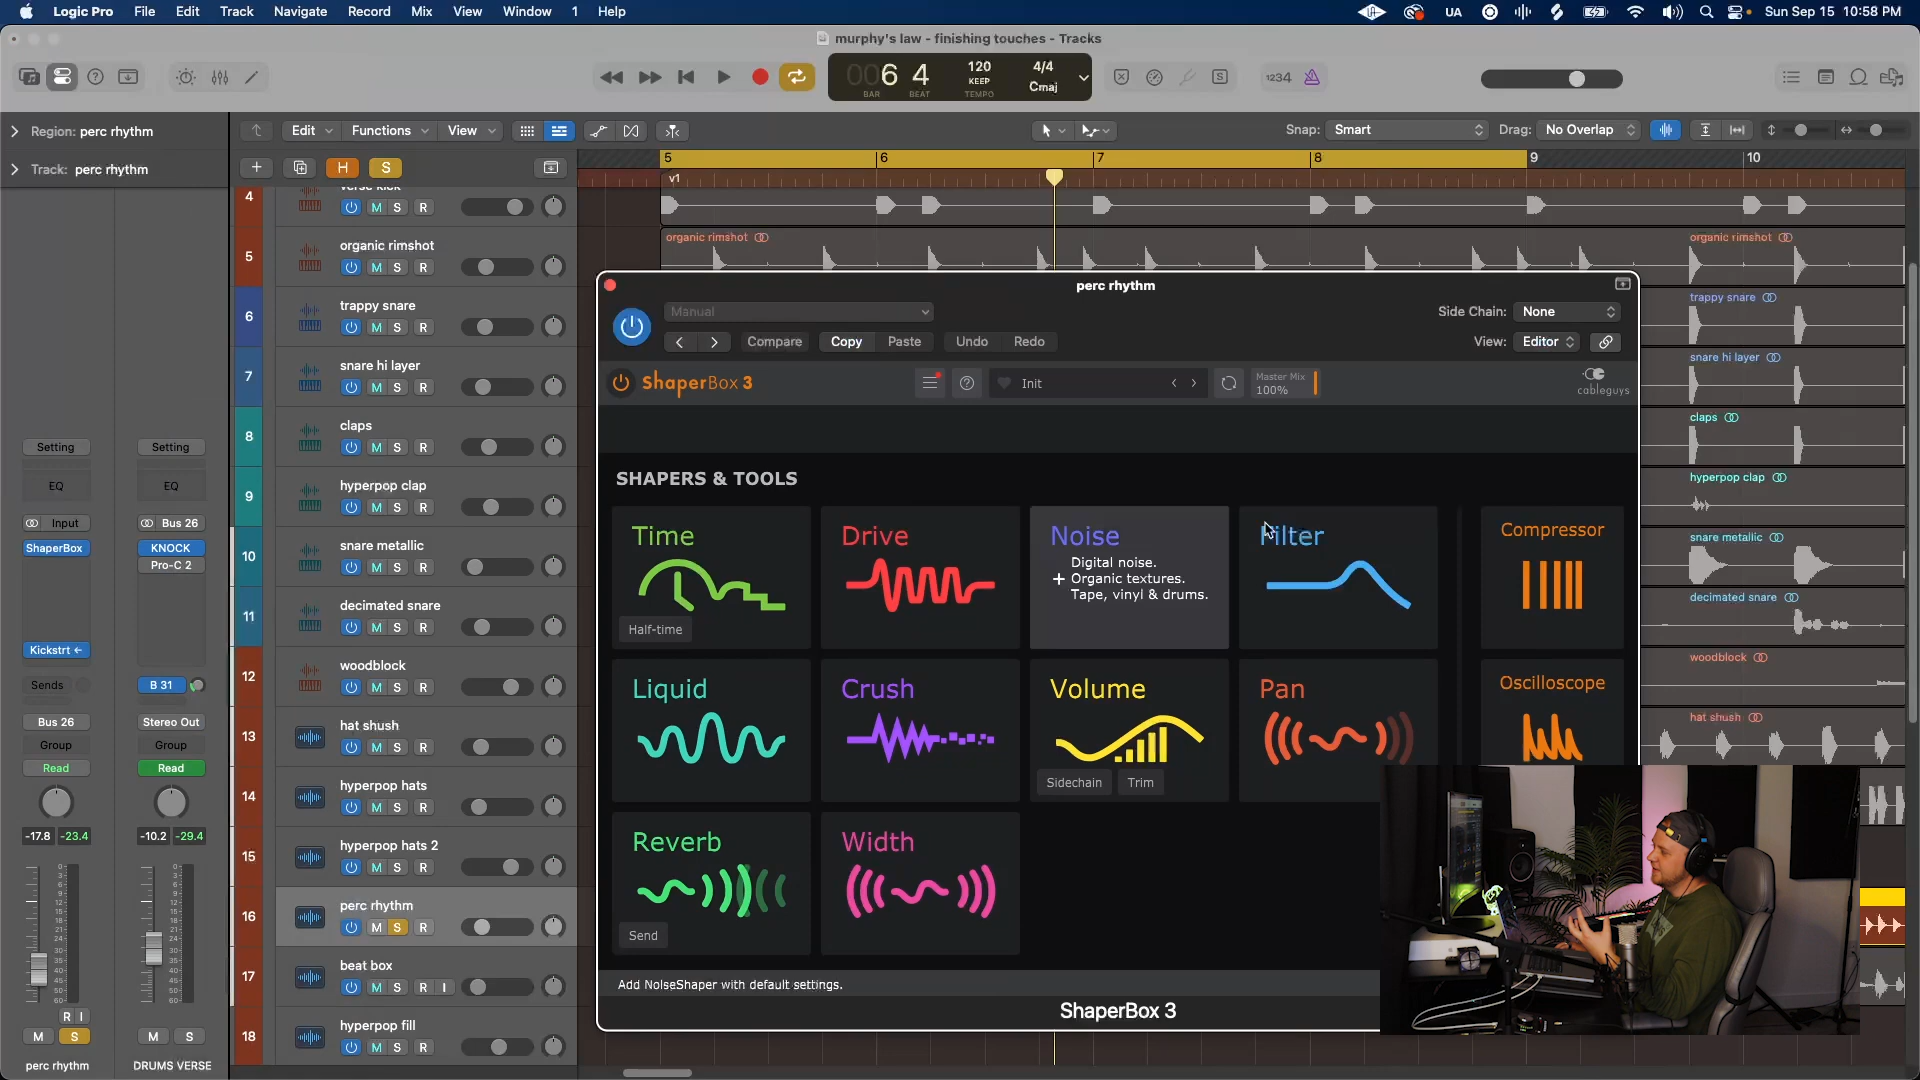 Logic Pro File Edit Track Navigate Record Mix View Window 1 Help
UA Sun Sep 15 10:58 PM
murphy's law - finishing touches - Tracks
006 4 120 4/4
KEEP Cmaj
BAR BEAT TEMPO
1234
Region: perc rhythm
Track: perc rhythm
Edit Functions View
Snap: Smart Drag: No Overlap
H S
5 6 7 8 9 10
v1
4 verse kick
M S R
5 organic rimshot
M S R
6 trappy snare
M S R
7 snare hi layer
M S R
8 claps
M S R
9 hyperpop clap
M S R
10 snare metallic
M S R
11 decimated snare
M S R
12 woodblock
M S R
13 hat shush
M S R
14 hyperpop hats
M S R
15 hyperpop hats 2
M S R
16 perc rhythm
M S R
17 beat box
M S R I
18 hyperpop fill
M S R
organic rimshot
organic rimshot
trappy snare
snare hi layer
claps
hyperpop clap
snare metallic
decimated snare
woodblock
hat shush
Setting Setting
EQ EQ
Input Bus 26
ShaperBox KNOCK
Pro-C 2
Kickstrt
Sends B 31
Bus 26 Stereo Out
Group Group
Read Read
-17.8 -23.4 -10.2 -29.4
R I
M S M S
perc rhythm DRUMS VERSE
perc rhythm
Manual
Side Chain: None
Compare Copy Paste Undo Redo
View: Editor
ShaperBox 3
Init
Master Mix
100%
cableguys
SHAPERS & TOOLS
Time
Half-time
Drive
Noise
Digital noise.
+ Organic textures.
Tape, vinyl & drums.
Filter
Compressor
Liquid
Crush
Volume
Sidechain Trim
Pan
Oscilloscope
Reverb
Send
Width
Add NoiseShaper with default settings.
ShaperBox 3